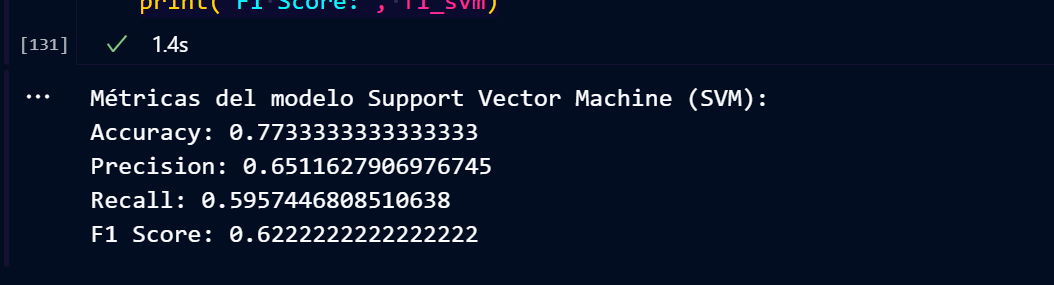 print("F1 Score:", f1_svm)
[131] ✓ 1.4s
... Métricas del modelo Support Vector Machine (SVM):
Accuracy: 0.7733333333333333
Precision: 0.6511627906976745
Recall: 0.5957446808510638
F1 Score: 0.6222222222222222